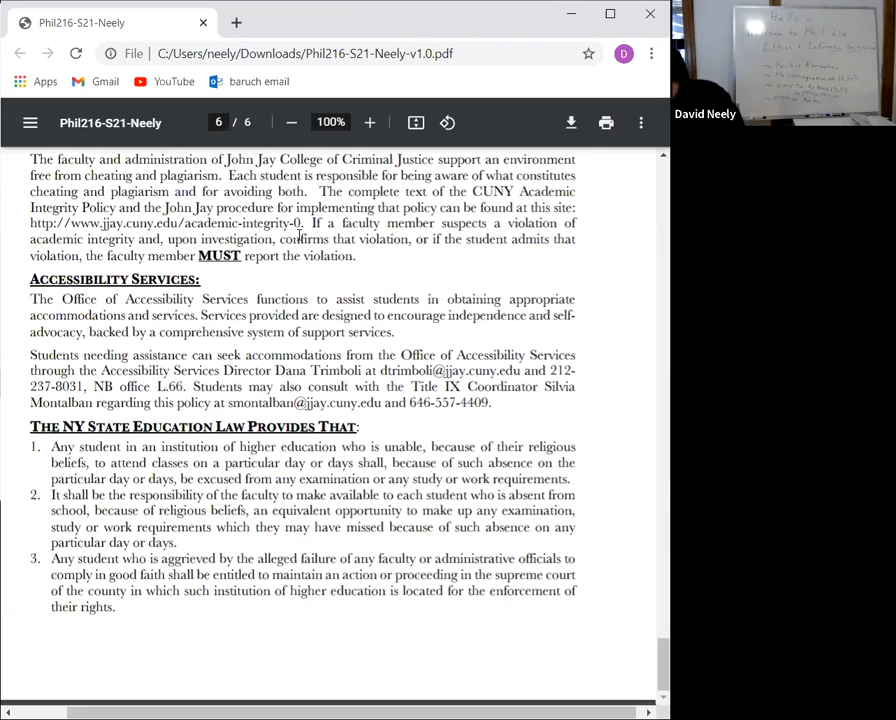 Phil216-S21-Neely
File C:/Users/neely/Downloads/Phil216-S21-Neely-v1.0.pdf
D
Apps Gmail YouTube baruch email
Phil216-S21-Neely 6 / 6 100%
The faculty and administration of John Jay College of Criminal Justice support an environment
free from cheating and plagiarism. Each student is responsible for being aware of what constitutes
cheating and plagiarism and for avoiding both. The complete text of the CUNY Academic
Integrity Policy and the John Jay procedure for implementing that policy can be found at this site:
http://www.jjay.cuny.edu/academic-integrity-0. If a faculty member suspects a violation of
academic integrity and, upon investigation, confirms that violation, or if the student admits that
violation, the faculty member MUST report the violation.
ACCESSIBILITY SERVICES:
The Office of Accessibility Services functions to assist students in obtaining appropriate
accommodations and services. Services provided are designed to encourage independence and self-
advocacy, backed by a comprehensive system of support services.
Students needing assistance can seek accommodations from the Office of Accessibility Services
through the Accessibility Services Director Dana Trimboli at dtrimboli@jjay.cuny.edu and 212-
237-8031, NB office L.66. Students may also consult with the Title IX Coordinator Silvia
Montalban regarding this policy at smontalban@jjay.cuny.edu and 646-557-4409.
THE NY STATE EDUCATION LAW PROVIDES THAT:
1. Any student in an institution of higher education who is unable, because of their religious
beliefs, to attend classes on a particular day or days shall, because of such absence on the
particular day or days, be excused from any examination or any study or work requirements.
2. It shall be the responsibility of the faculty to make available to each student who is absent from
school, because of religious beliefs, an equivalent opportunity to make up any examination,
study or work requirements which they may have missed because of such absence on any
particular day or days.
3. Any student who is aggrieved by the alleged failure of any faculty or administrative officials to
comply in good faith shall be entitled to maintain an action or proceeding in the supreme court
of the county in which such institution of higher education is located for the enforcement of
their rights.
Hello
to Phil 216
Ethics
David Neely